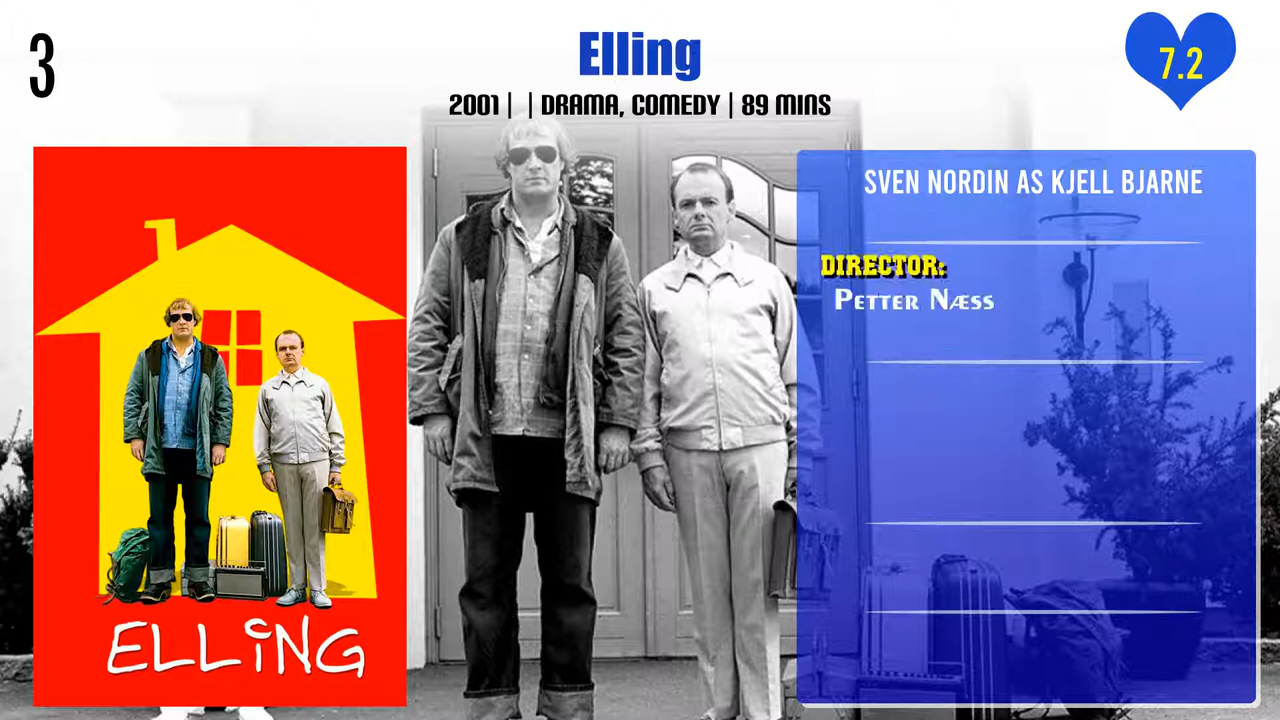 3
Elling
7.2
2001 | | DRAMA, COMEDY | 89 MINS
SVEN NORDIN AS KJELL BJARNE
DIRECTOR:
PETTER NÆSS
ELLiNG